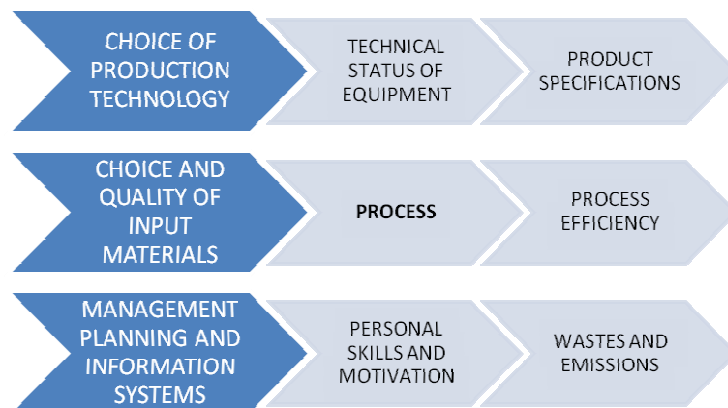 CHOICE OF
PRODUCTION
TECHNOLOGY
TECHNICAL
STATUS OF
EQUIPMENT
PRODUCT
SPECIFICATIONS
CHOICE AND
QUALITY OF
INPUT
MATERIALS
PROCESS
PROCESS
EFFICIENCY
MANAGEMENT
PLANNING AND
INFORMATION
SYSTEMS
PERSONAL
SKILLS AND
MOTIVATION
WASTES AND
EMISSIONS